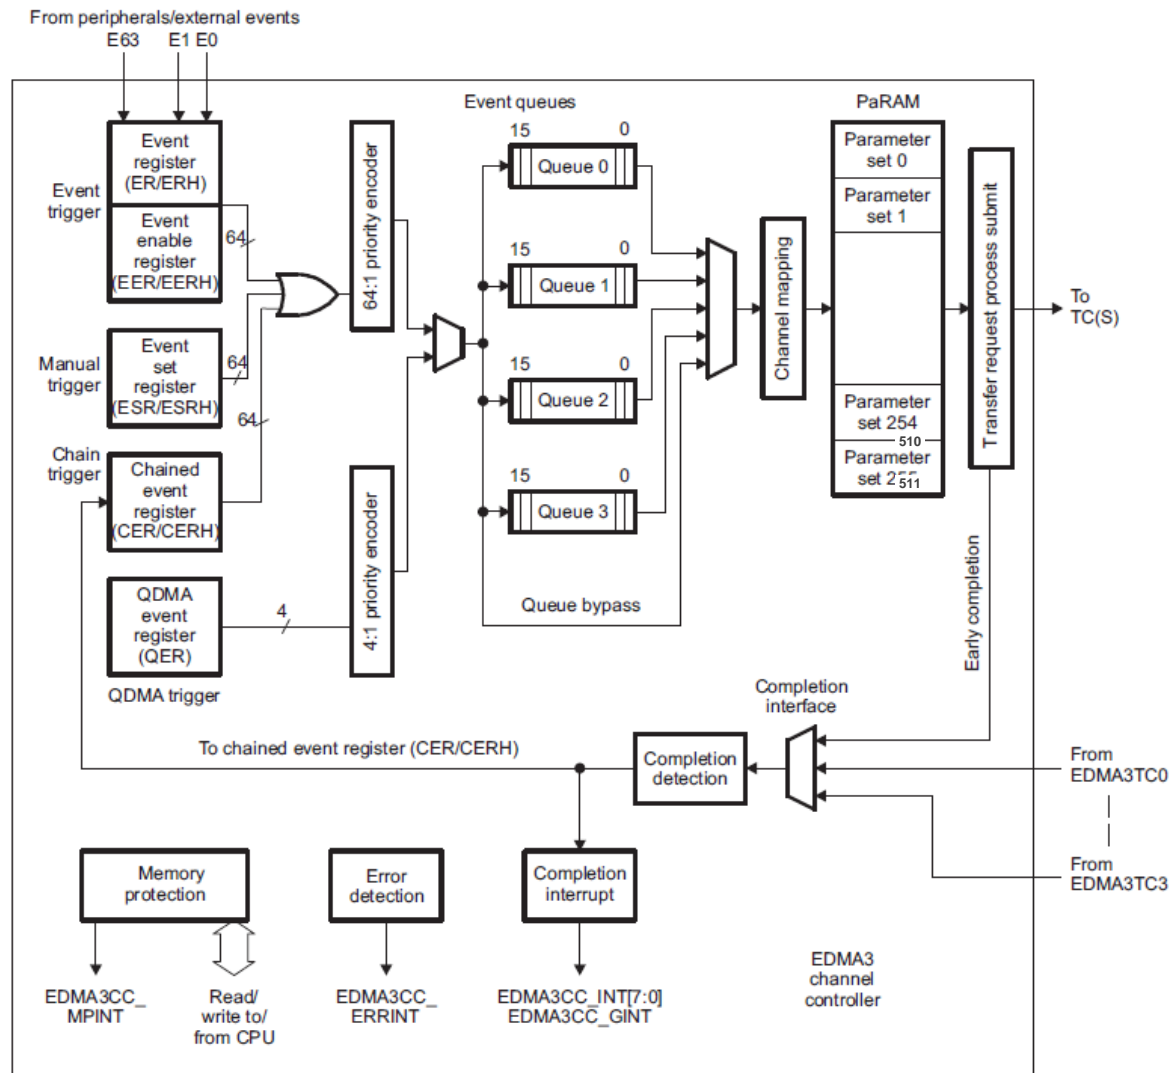 From peripherals/external events
E63
E1 E0
Event queues
PaRAM
Event
register
(ER/ERH)
Event
trigger
Event
enable
register
(EER/EERH)
64
Manual
trigger
Event
set
register
(ESR/ESRH)
64
64
Chain
trigger
Chained
event
register
(CER/CERH)
QDMA
event
register
(QER)
4
QDMA trigger
64:1 priority encoder
4:1 priority encoder
15
0
Queue 0
15
0
Queue 1
15
0
Queue 2
15
0
Queue 3
Queue bypass
Channel mapping
Parameter
set 0
Parameter
set 1
Parameter
set 254
510
Parameter
set
511
Transfer request process submit
To
TC(S)
Early completion
Completion
interface
To chained event register (CER/CERH)
Completion
detection
From
EDMA3TC0
From
EDMA3TC3
Memory
protection
Error
detection
Completion
interrupt
EDMA3CC_
MPINT
Read/
write to/
from CPU
EDMA3CC_
ERRINT
EDMA3CC_INT[7:0]
EDMA3CC_GINT
EDMA3
channel
controller